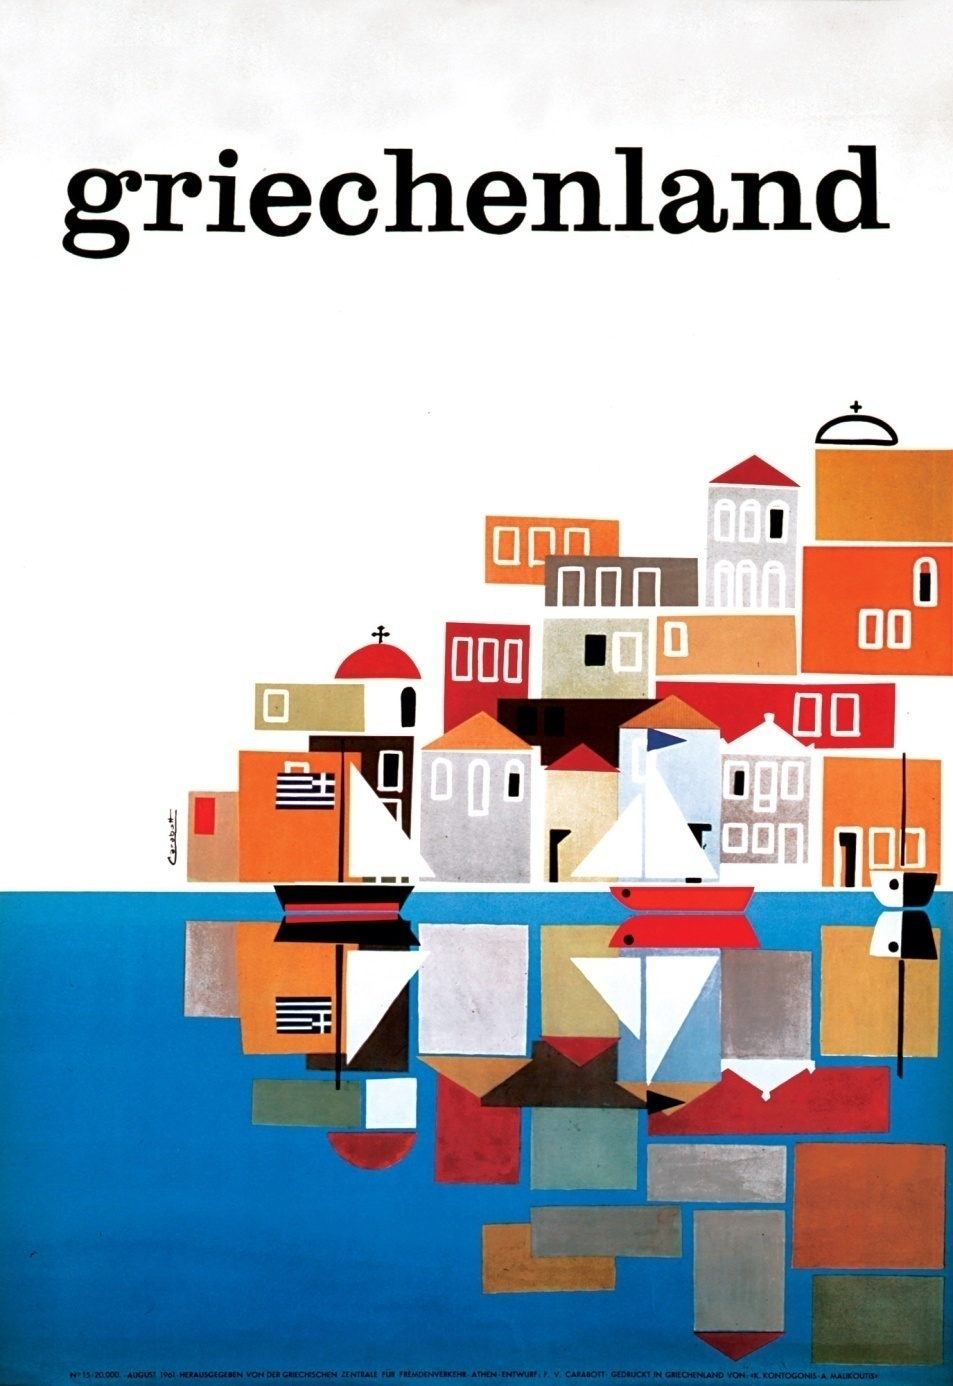 griechenland
Carabott
Nº 15-20.000. -AUGUST 1961- HERAUSGEGEBEN VON DER GRIECHISCHEN ZENTRALE FÜR FREMDENVERKEHR - ATHEN - ENTWURF: F. V. CARABOTT - GEDRUCKT IN GRIECHENLAND VON: «K. KONTOGONIS - A. MALIKOUTIS»